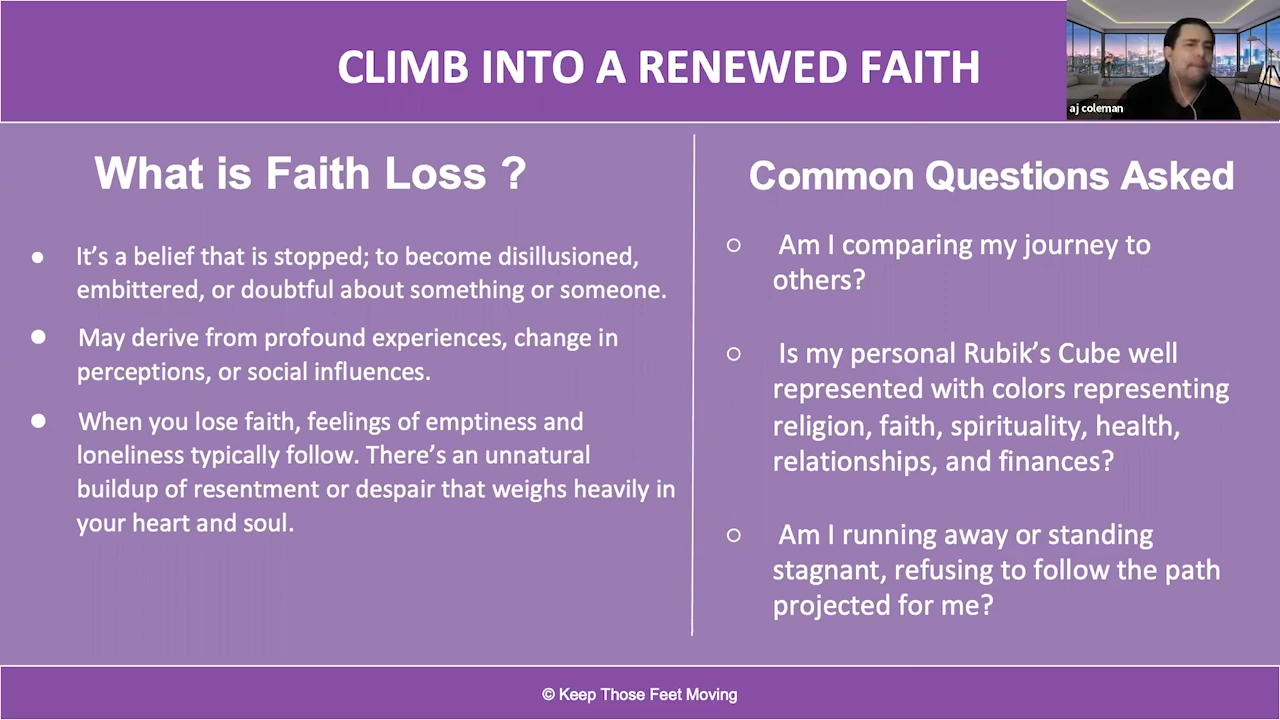 CLIMB INTO A RENEWED FAITH
aj coleman
What is Faith Loss ?
● It’s a belief that is stopped; to become disillusioned,
embittered, or doubtful about something or someone.
● May derive from profound experiences, change in
perceptions, or social influences.
● When you lose faith, feelings of emptiness and
loneliness typically follow. There’s an unnatural
buildup of resentment or despair that weighs heavily in
your heart and soul.
Common Questions Asked
○ Am I comparing my journey to
others?
○ Is my personal Rubik’s Cube well
represented with colors representing
religion, faith, spirituality, health,
relationships, and finances?
○ Am I running away or standing
stagnant, refusing to follow the path
projected for me?
© Keep Those Feet Moving